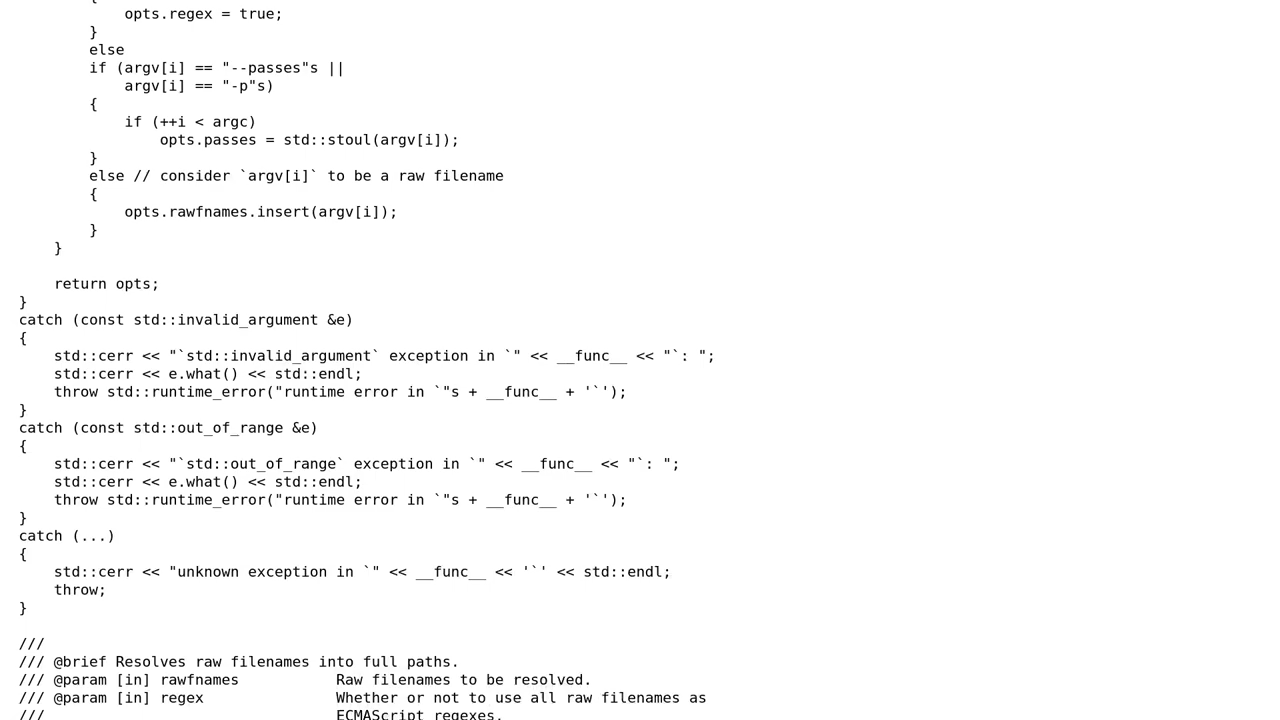 {
opts.regex = true;
}
else
if (argv[i] == "--passes"s ||
argv[i] == "-p"s)
{
if (++i < argc)
opts.passes = std::stoul(argv[i]);
}
else // consider `argv[i]` to be a raw filename
{
opts.rawfnames.insert(argv[i]);
}
}
return opts;
}
catch (const std::invalid_argument &e)
{
std::cerr << "`std::invalid_argument` exception in `" << __func__ << "`: ";
std::cerr << e.what() << std::endl;
throw std::runtime_error("runtime error in `"s + __func__ + '`');
}
catch (const std::out_of_range &e)
{
std::cerr << "`std::out_of_range` exception in `" << __func__ << "`: ";
std::cerr << e.what() << std::endl;
throw std::runtime_error("runtime error in `"s + __func__ + '`');
}
catch (...)
{
std::cerr << "unknown exception in `" << __func__ << '`' << std::endl;
throw;
}
///
/// @brief Resolves raw filenames into full paths.
/// @param [in] rawfnames Raw filenames to be resolved.
/// @param [in] regex Whether or not to use all raw filenames as
/// ECMAScript regexes.